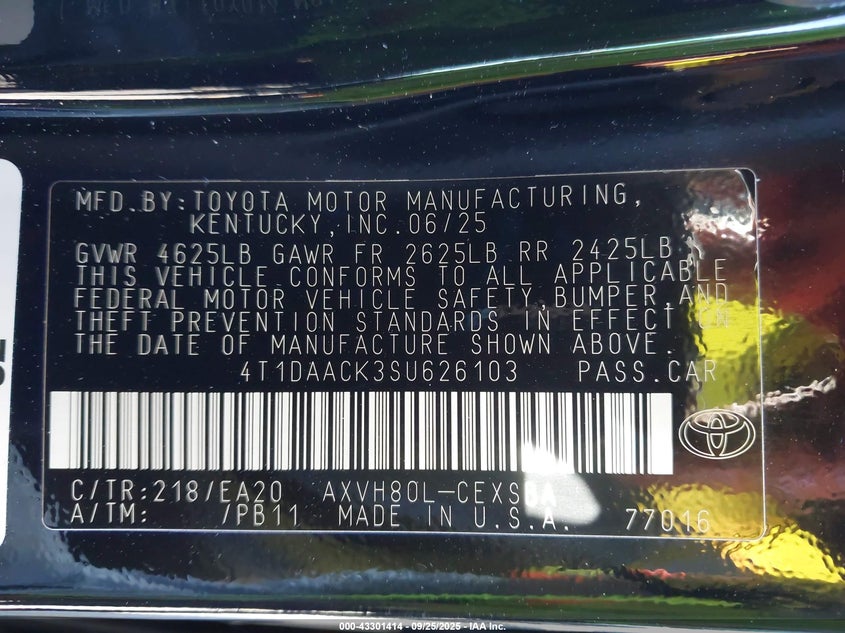 MFD.BY:TOYOTA MOTOR MANUFACTURING,
KENTUCKY,INC.06/25
GVWR 4625LB GAWR FR 2625LB RR 2425LB
THIS VEHICLE CONFORMS TO ALL APPLICABLE
FEDERAL MOTOR VEHICLE SAFETY,BUMPER,AND
THEFT PREVENTION STANDARDS IN EFFECT ON
THE DATE OF MANUFACTURE SHOWN ABOVE.
4T1DAACK3SU626103 PASS.CAR
C/TR:218/EA20 AXVH80L-CEXSBA
A/TM: /PB11 MADE IN U.S.A. 77016
000-43301414 - 09/25/2025 - IAA Inc.